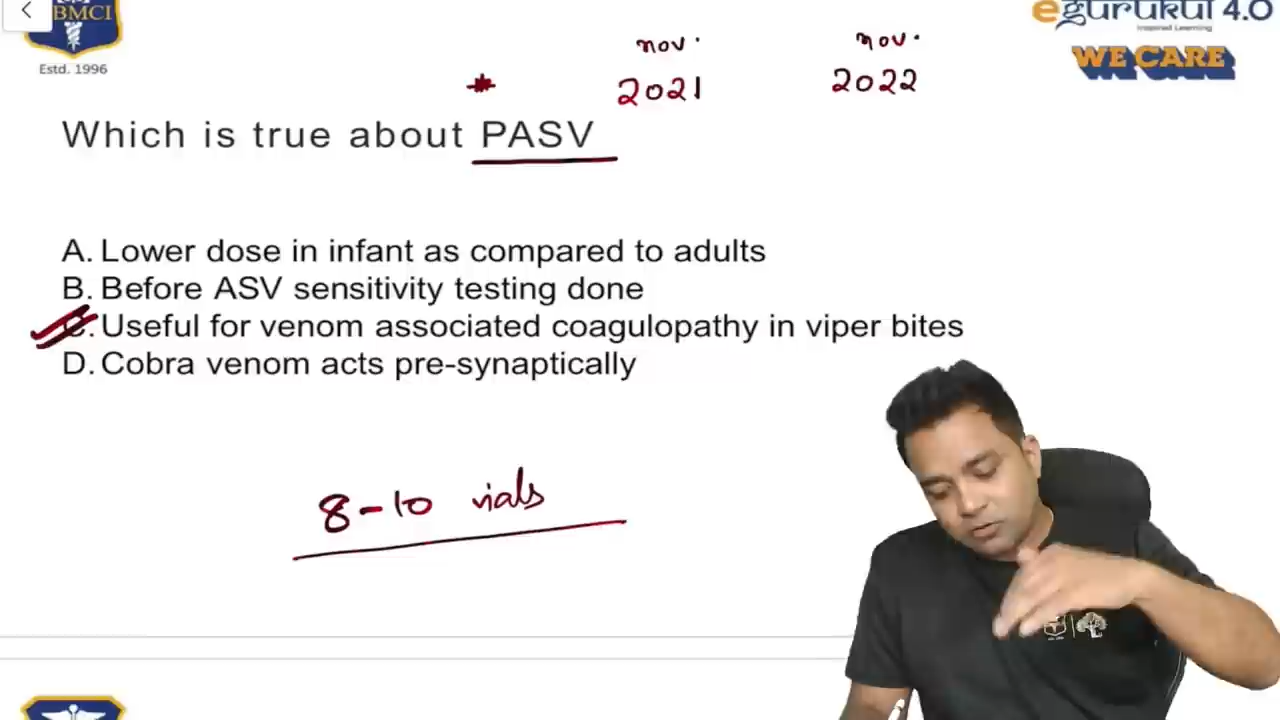 BMCI
Estd. 1996
egurukul 4.0
Inspired Learning
WE CARE
nov. nov.
* 2021 2022
Which is true about PASV
A. Lower dose in infant as compared to adults
B. Before ASV sensitivity testing done
C. Useful for venom associated coagulopathy in viper bites
D. Cobra venom acts pre-synaptically
8-10 vials